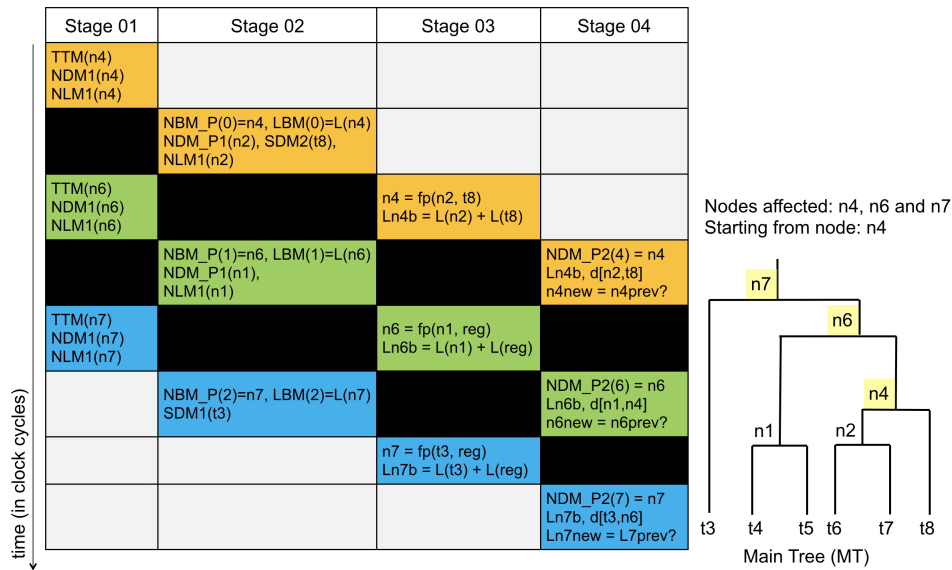 Stage 01
Stage 02
Stage 03
Stage 04
TTM(n4)
NDM1(n4)
NLM1(n4)
NBM_P(0)=n4, LBM(0)=L(n4)
NDM_P1(n2), SDM2(t8),
NLM1(n2)
TTM(n6)
NDM1(n6)
NLM1(n6)
n4 = fp(n2, t8)
Ln4b = L(n2) + L(t8)
NBM_P(1)=n6, LBM(1)=L(n6)
NDM_P1(n1),
NLM1(n1)
NDM_P2(4) = n4
Ln4b, d[n2,t8]
n4new = n4prev?
TTM(n7)
NDM1(n7)
NLM1(n7)
n6 = fp(n1, reg)
Ln6b = L(n1) + L(reg)
NBM_P(2)=n7, LBM(2)=L(n7)
SDM1(t3)
NDM_P2(6) = n6
Ln6b, d[n1,n4]
n6new = n6prev?
n7 = fp(t3, reg)
Ln7b = L(t3) + L(reg)
NDM_P2(7) = n7
Ln7b, d[t3,n6]
Ln7new = L7prev?
time (in clock cycles)
Nodes affected: n4, n6 and n7
Starting from node: n4
n7
n6
n4
n1
n2
t3
t4
t5
t6
t7
t8
Main Tree (MT)